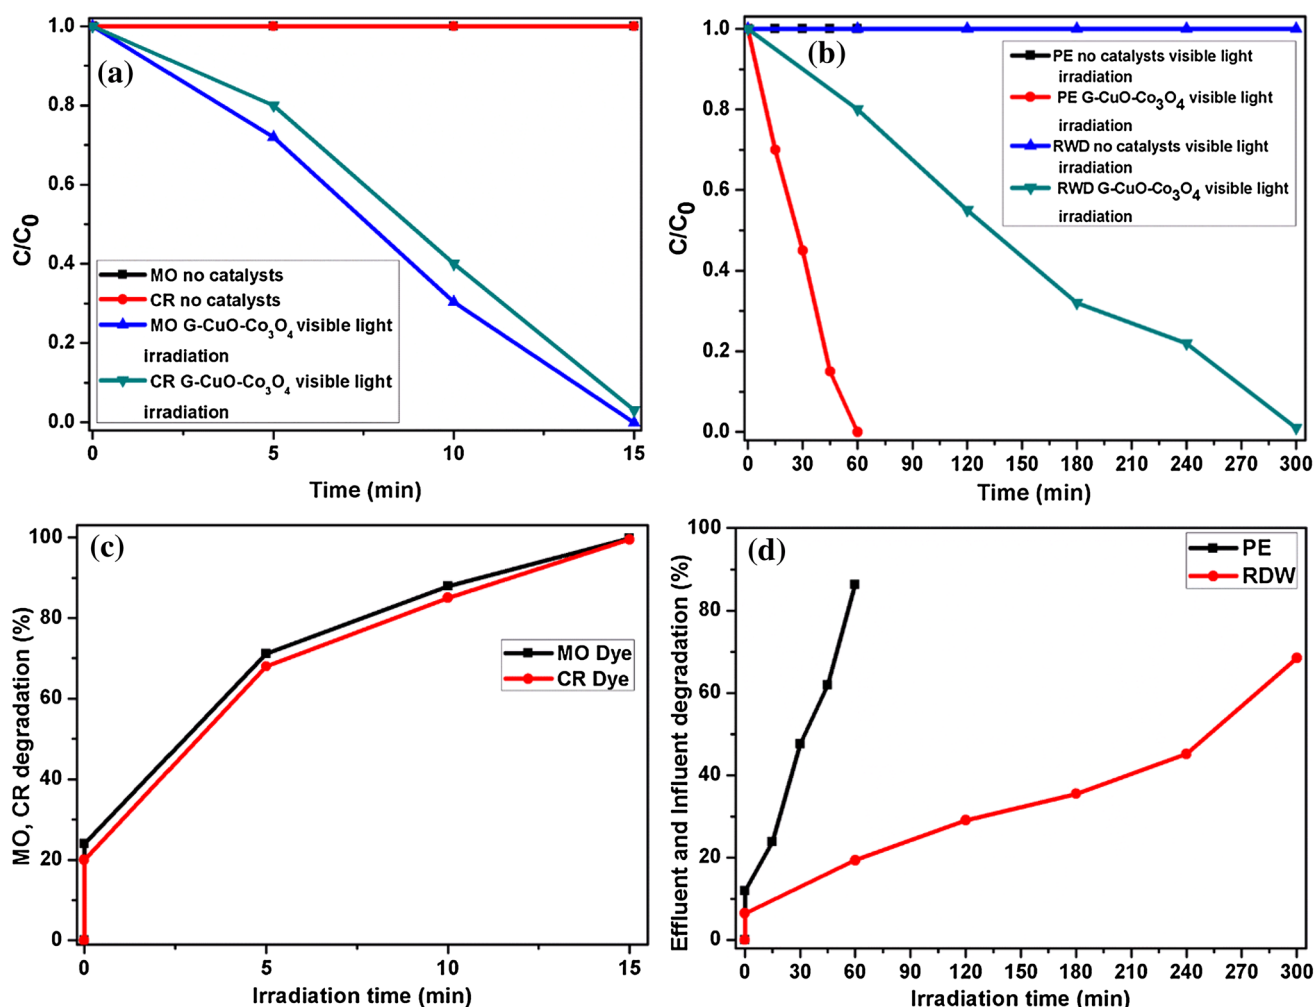 (a)
C/C0
1.0
0.8
0.6
0.4
0.2
0.0
MO no catalysts
CR no catalysts
MO G-CuO-Co3O4 visible light
irradiation
CR G-CuO-Co3O4 visible light
irradiation
0 5 10 15
Time (min)
(b)
C/C0
1.0
0.8
0.6
0.4
0.2
0.0
PE no catalysts visible light
irradiation
PE G-CuO-Co3O4 visible light
irradiation
RWD no catalysts visible light
irradiation
RWD G-CuO-Co3O4 visible light
irradiation
0 30 60 90 120 150 180 210 240 270 300
Time (min)
(c)
MO, CR degradation (%)
100
80
60
40
20
0
MO Dye
CR Dye
0 5 10 15
Irradiation time (min)
(d)
Effluent and Influent degradation (%)
100
80
60
40
20
0
PE
RDW
0 30 60 90 120 150 180 210 240 270 300
Irradiation time (min)